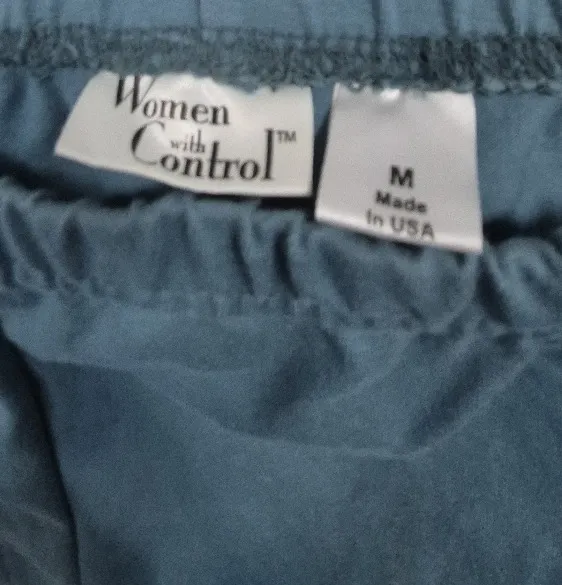 Women
with
Control™
M
Made
In USA